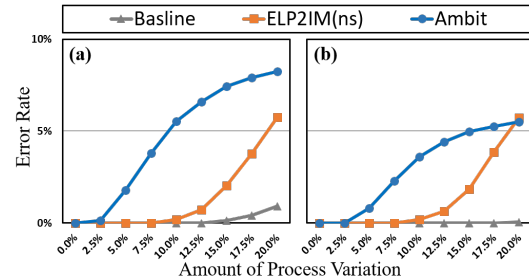 Basline ELP2IM(ns) Ambit
10%
(a) (b)
Error Rate
5%
0%
0.0% 2.5% 5.0% 7.5% 10.0% 12.5% 15.0% 17.5% 20.0% 0.0% 2.5% 5.0% 7.5% 10.0% 12.5% 15.0% 17.5% 20.0%
Amount of Process Variation